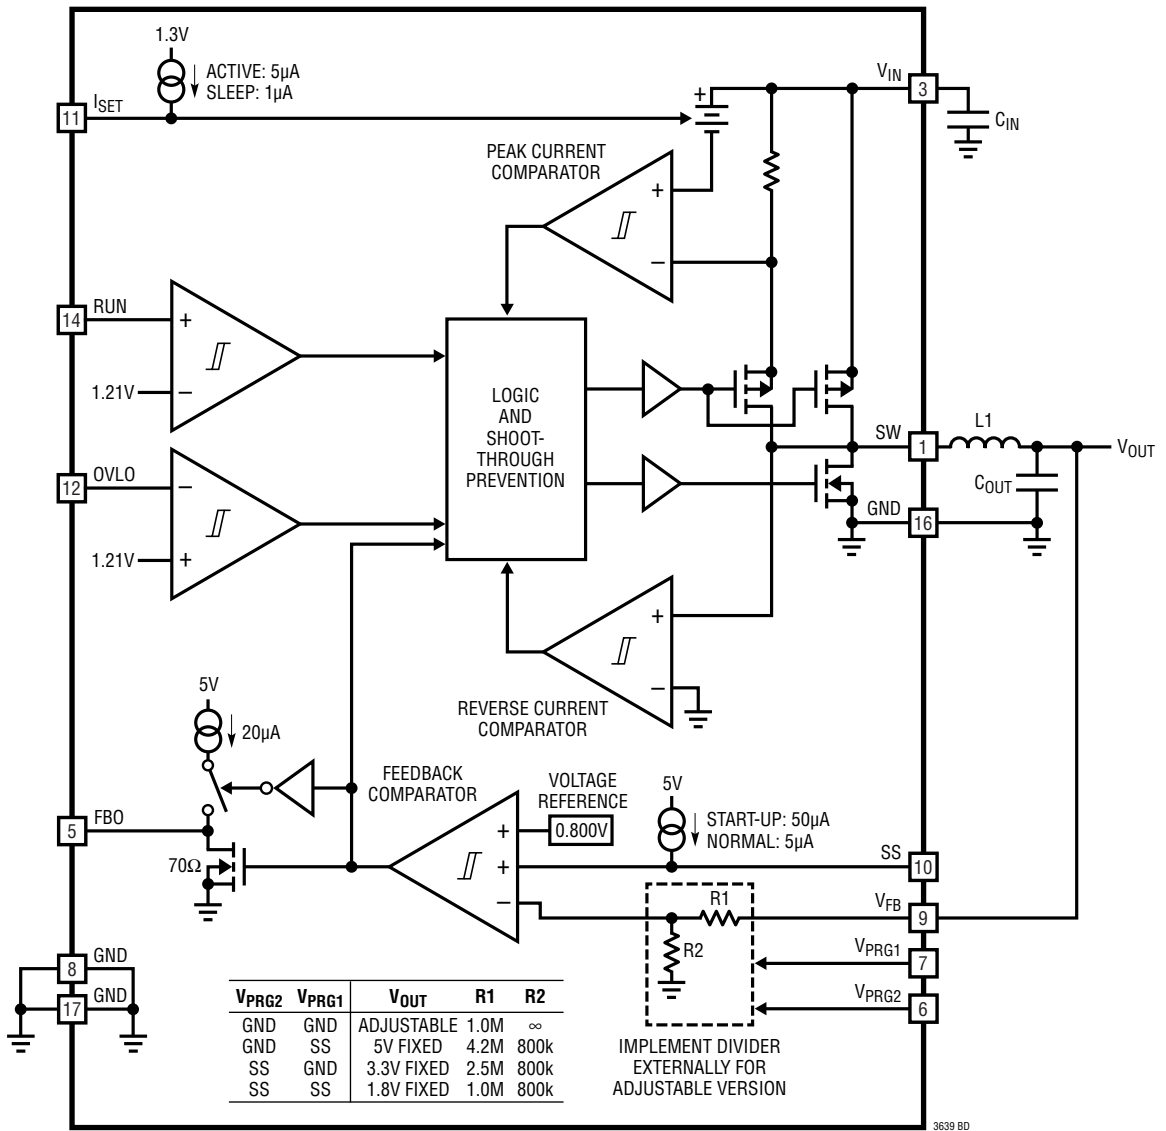 1.3V
ACTIVE: 5µA
SLEEP: 1µA
11
ISET
+
VIN
3
CIN
PEAK CURRENT
COMPARATOR
+
–
14
RUN
+
1.21V
–
LOGIC
AND
SHOOT-
THROUGH
PREVENTION
12
OVLO
–
1.21V
+
SW
1
L1
VOUT
COUT
GND
16
+
–
REVERSE CURRENT
COMPARATOR
5V
20µA
5
FBO
70Ω
FEEDBACK
COMPARATOR
+
+
–
VOLTAGE
REFERENCE
0.800V
5V
START-UP: 50µA
NORMAL: 5µA
SS
10
R1
VFB
9
R2
VPRG1
7
VPRG2
6
IMPLEMENT DIVIDER
EXTERNALLY FOR
ADJUSTABLE VERSION
8
GND
17
GND
VPRG2 VPRG1 VOUT R1 R2
GND GND ADJUSTABLE 1.0M ∞
GND SS 5V FIXED 4.2M 800k
SS GND 3.3V FIXED 2.5M 800k
SS SS 1.8V FIXED 1.0M 800k
3639 BD